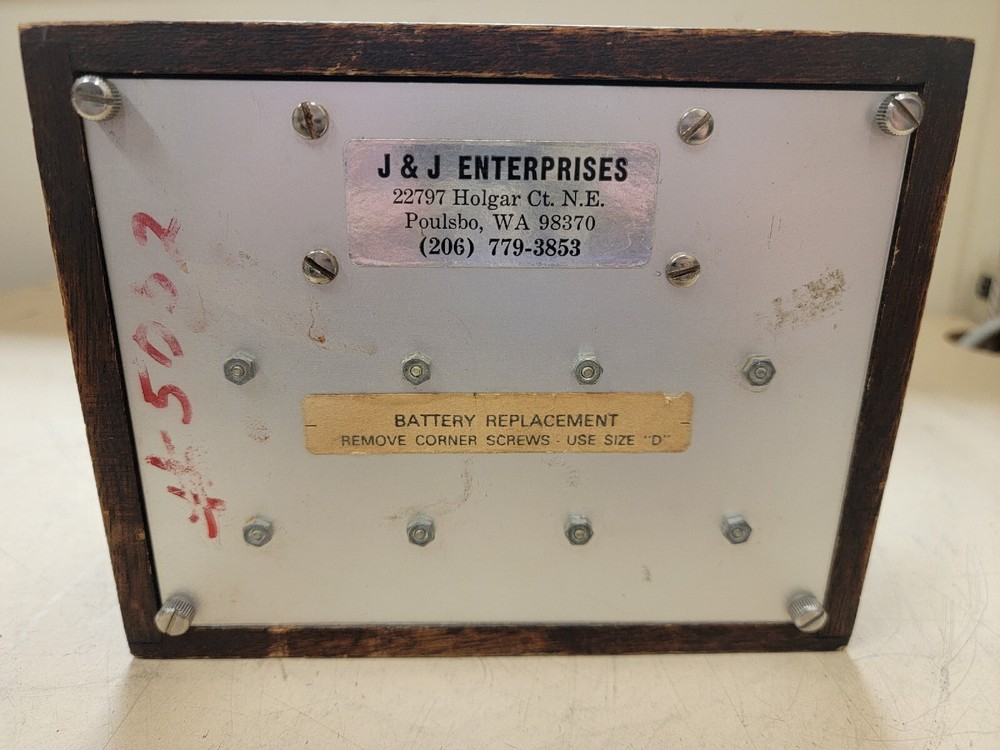 J & J ENTERPRISES
22797 Holgar Ct. N.E.
Poulsbo, WA 98370
(206) 779-3853
BATTERY REPLACEMENT
REMOVE CORNER SCREWS - USE SIZE "D"